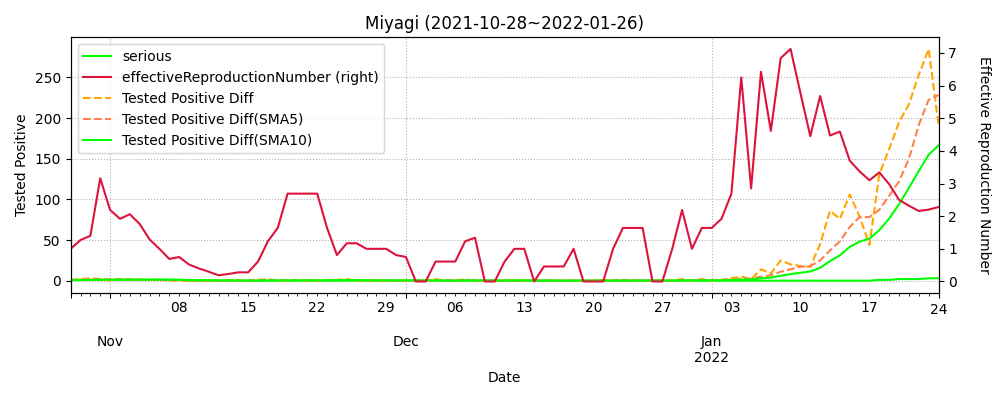 Miyagi (2021-10-28~2022-01-26)
serious
effectiveReproductionNumber (right)
Tested Positive Diff
Tested Positive Diff(SMA5)
Tested Positive Diff(SMA10)
Tested Positive
250
200
150
100
50
0
Effective Reproduction Number
7
6
5
4
3
2
1
0
08 15 22 29 06 13 20 27 03 10 17 24
Nov Dec Jan
2022
Date